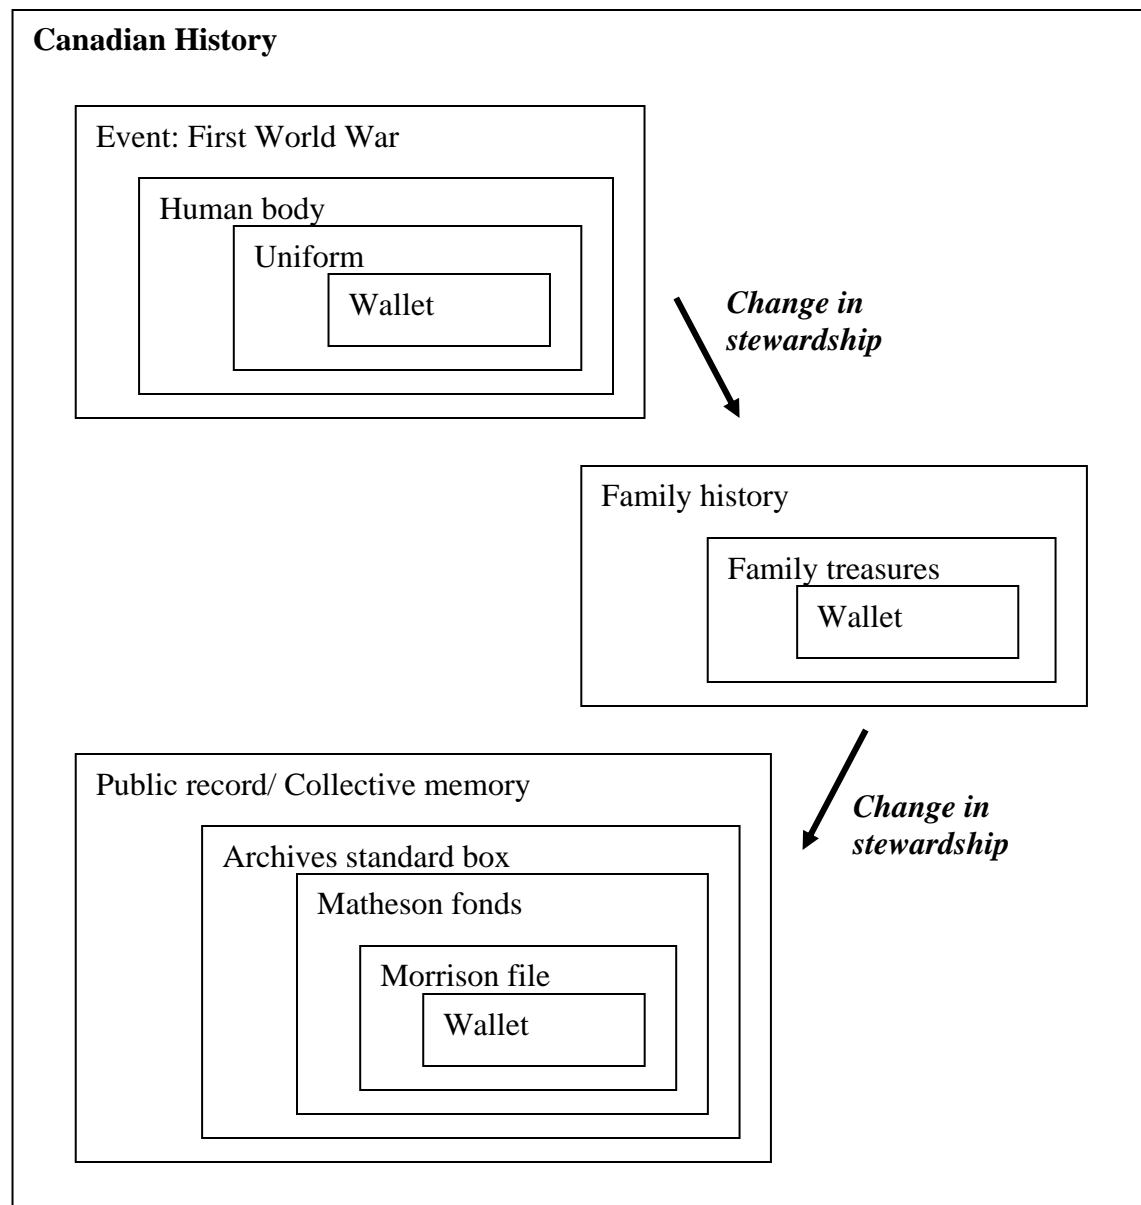 Canadian History
Event: First World War
Human body
Uniform
Wallet
Change in
stewardship
Family history
Family treasures
Wallet
Public record/ Collective memory
Change in
stewardship
Archives standard box
Matheson fonds
Morrison file
Wallet